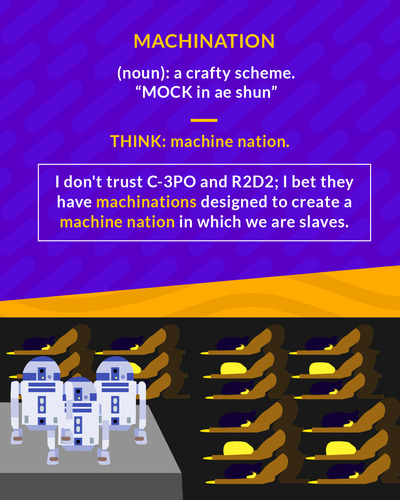 MACHINATION
(noun): a crafty scheme.
“MOCK in ae shun”
THINK: machine nation.
I don't trust C-3PO and R2D2; I bet they
have machinations designed to create a
machine nation in which we are slaves.